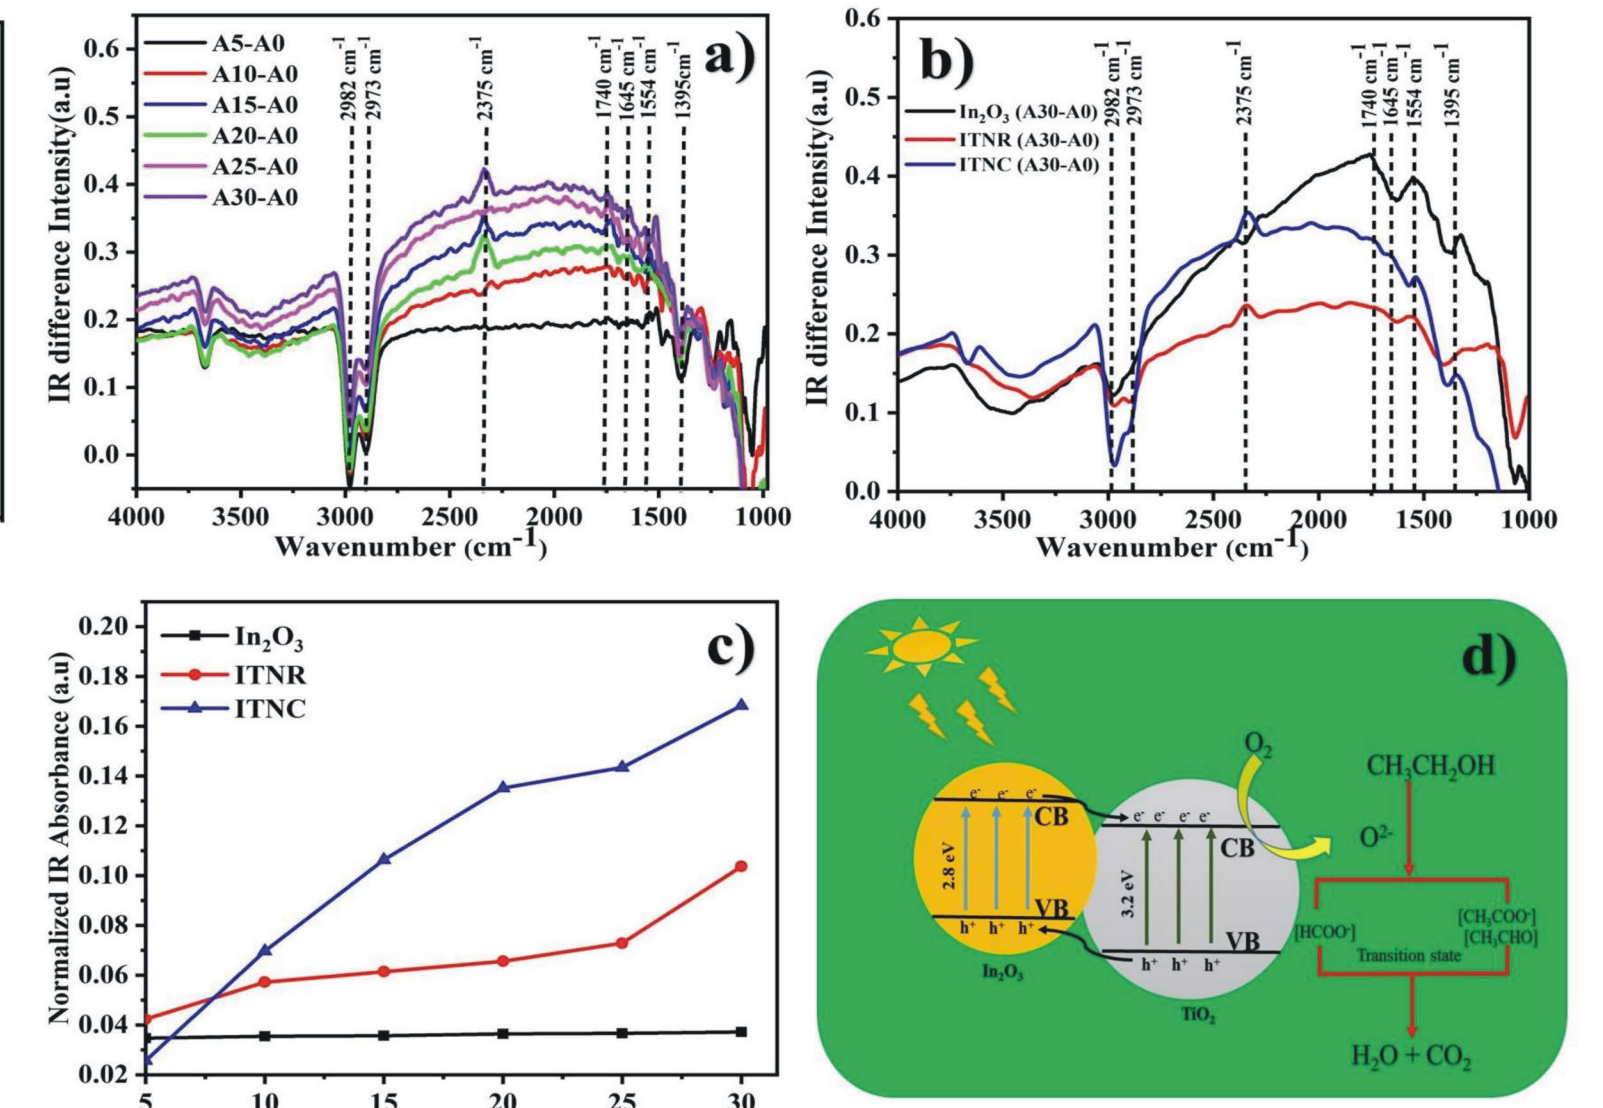 a)
IR difference Intensity(a.u)
0.6
0.5
0.4
0.3
0.2
0.1
0.0
A5-A0
A10-A0
A15-A0
A20-A0
A25-A0
A30-A0
2982 cm⁻¹
2973 cm⁻¹
2375 cm⁻¹
1740 cm⁻¹
1645 cm⁻¹
1554 cm⁻¹
1395cm⁻¹
4000 3500 3000 2500 2000 1500 1000
Wavenumber (cm⁻¹)
b)
IR difference Intensity(a.u)
0.6
0.5
0.4
0.3
0.2
0.1
0.0
In₂O₃ (A30-A0)
ITNR (A30-A0)
ITNC (A30-A0)
2982 cm⁻¹
2973 cm⁻¹
2375 cm⁻¹
1740 cm⁻¹
1645 cm⁻¹
1554 cm⁻¹
1395 cm⁻¹
4000 3500 3000 2500 2000 1500 1000
Wavenumber (cm⁻¹)
c)
Normalized IR Absorbance (a.u)
0.20
0.18
0.16
0.14
0.12
0.10
0.08
0.06
0.04
0.02
In₂O₃
ITNR
ITNC
5 10 15 20 25 30
d)
O₂
CH₃CH₂OH
e⁻ e⁻ e⁻
CB
e⁻ e⁻ e⁻ e⁻
CB
O²⁻
2.8 eV
3.2 eV
VB
h⁺ h⁺ h⁺
VB
h⁺ h⁺ h⁺
In₂O₃
TiO₂
[HCOO⁻]
[CH₃COO⁻]
[CH₃CHO]
Transition state
H₂O + CO₂